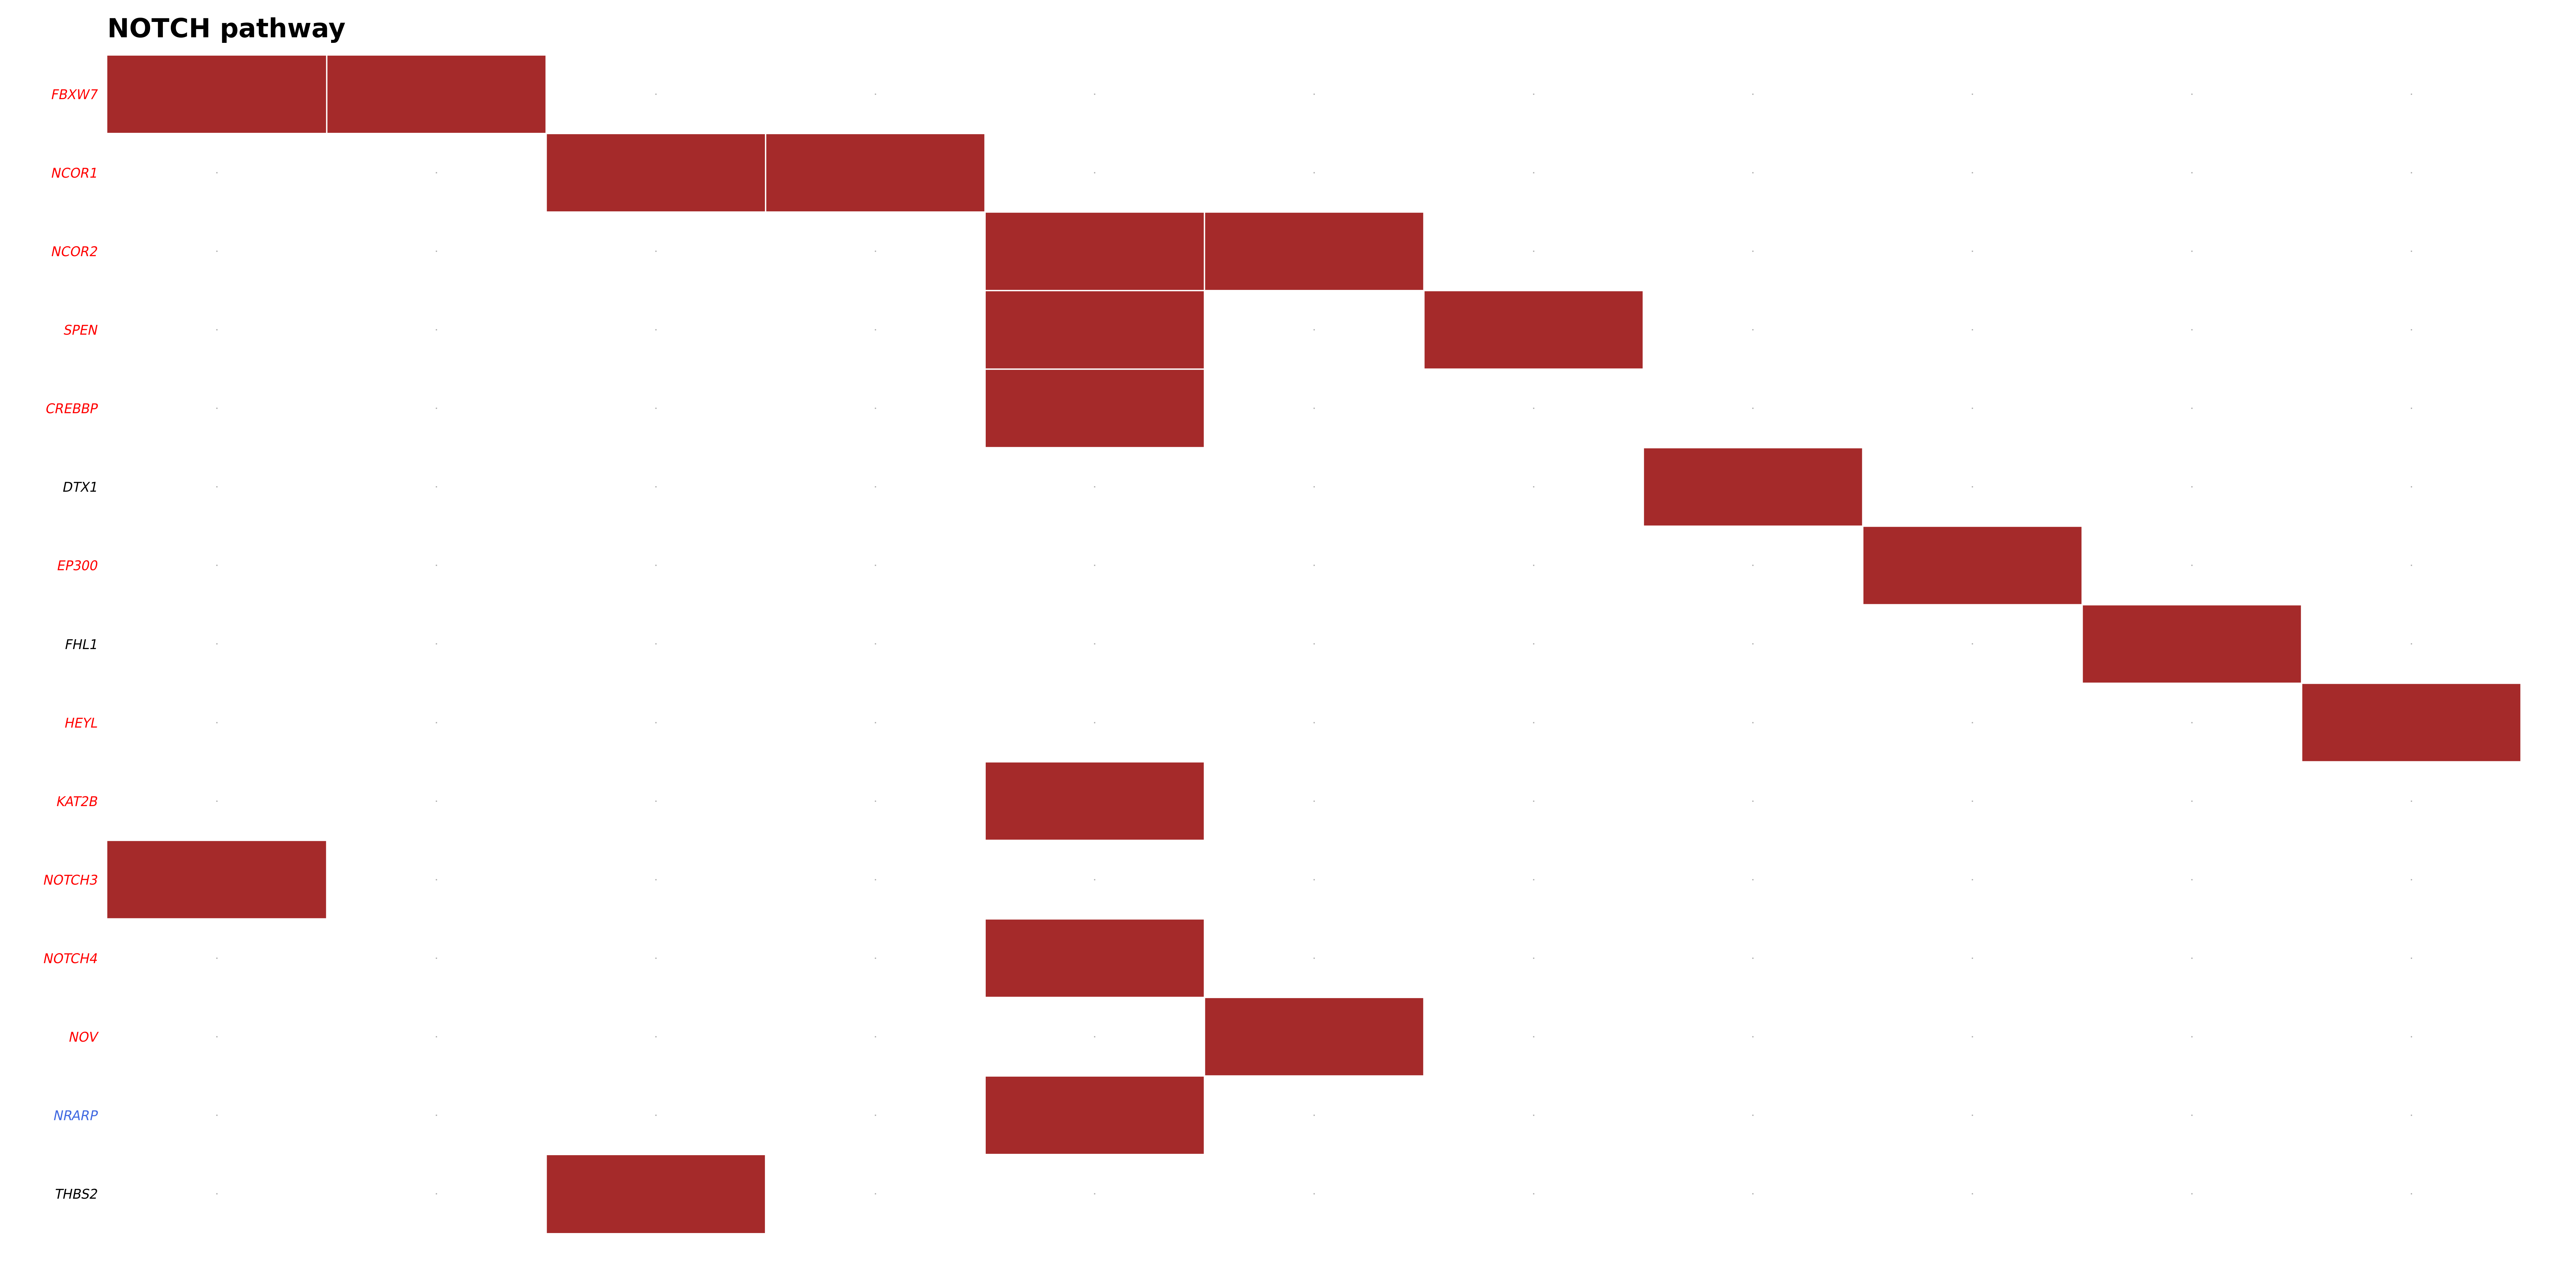 NOTCH pathway
FBXW7
NCOR1
NCOR2
SPEN
CREBBP
DTX1
EP300
FHL1
HEYL
KAT2B
NOTCH3
NOTCH4
NOV
NRARP
THBS2